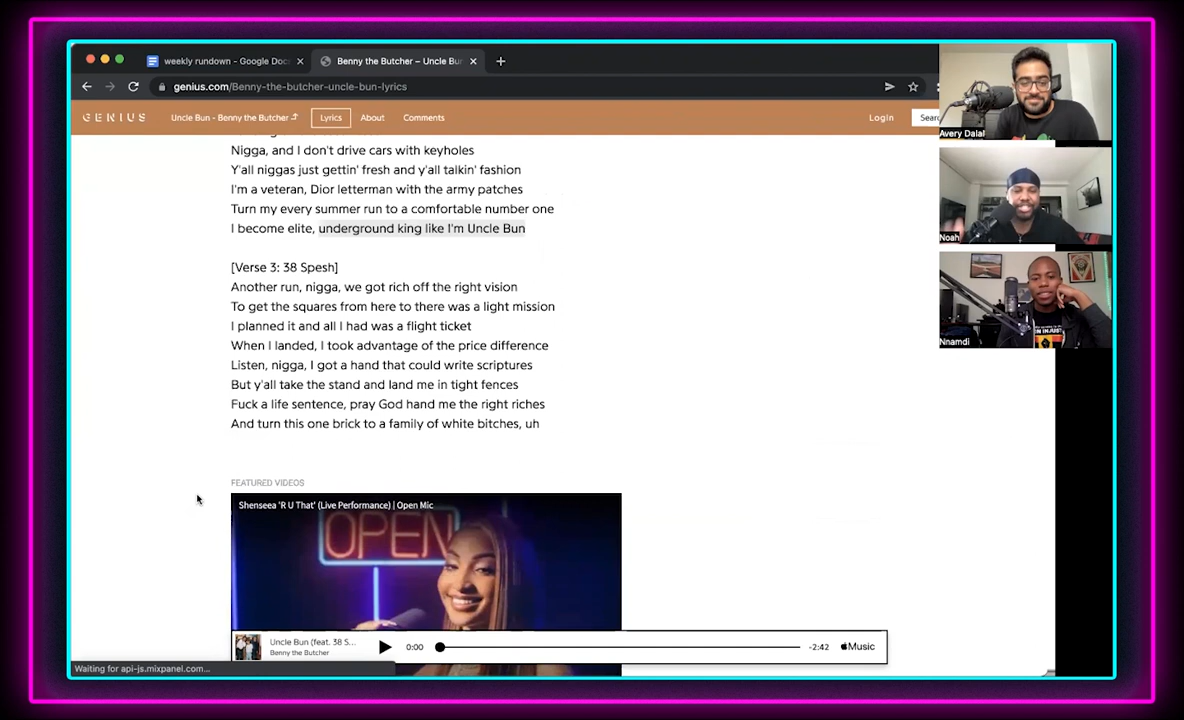 weekly rundown - Google Doc
Benny the Butcher – Uncle Bu
genius.com/Benny-the-butcher-uncle-bun-lyrics
GENIUS
Uncle Bun - Benny the Butcher
Lyrics
About
Comments
Login
Sear
Nigga, and I don't drive cars with keyholes
Y'all niggas just gettin' fresh and y'all talkin' fashion
I'm a veteran, Dior letterman with the army patches
Turn my every summer run to a comfortable number one
I become elite, underground king like I'm Uncle Bun
[Verse 3: 38 Spesh]
Another run, nigga, we got rich off the right vision
To get the squares from here to there was a light mission
I planned it and all I had was a flight ticket
When I landed, I took advantage of the price difference
Listen, nigga, I got a hand that could write scriptures
But y'all take the stand and land me in tight fences
Fuck a life sentence, pray God hand me the right riches
And turn this one brick to a family of white bitches, uh
FEATURED VIDEOS
Shenseea 'R U That' (Live Performance) | Open Mic
OPEN
Uncle Bun (feat. 38 S...
Benny the Butcher
0:00
-2:42
Music
Waiting for api-js.mixpanel.com...
Avery Dalal
Noah
Nnamdi